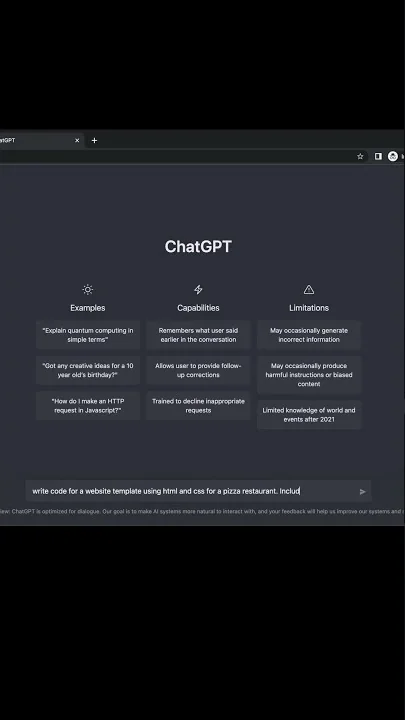 atGPT
ChatGPT
Examples
"Explain quantum computing in
simple terms"
"Got any creative ideas for a 10
year old's birthday?"
"How do I make an HTTP
request in Javascript?"
Capabilities
Remembers what user said
earlier in the conversation
Allows user to provide follow-
up corrections
Trained to decline inappropriate
requests
Limitations
May occasionally generate
incorrect information
May occasionally produce
harmful instructions or biased
content
Limited knowledge of world and
events after 2021
write code for a website template using html and css for a pizza restaurant. Includ
view: ChatGPT is optimized for dialogue. Our goal is to make AI systems more natural to interact with, and your feedback will help us improve our systems and